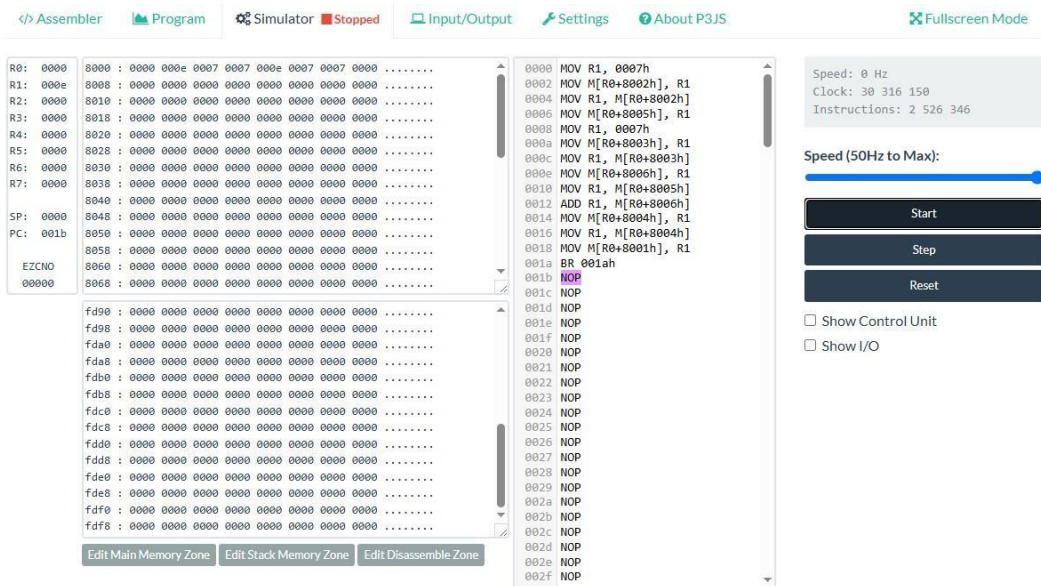 </> Assembler Program Simulator Stopped Input/Output Settings About P3JS Fullscreen Mode
R0: 0000
R1: 000e
R2: 0000
R3: 0000
R4: 0000
R5: 0000
R6: 0000
R7: 0000
SP: 0000
PC: 001b
EZCNO
00000
8000 : 0000 000e 0007 0007 000e 0007 0007 0000 ........
8008 : 0000 0000 0000 0000 0000 0000 0000 0000 ........
8010 : 0000 0000 0000 0000 0000 0000 0000 0000 ........
8018 : 0000 0000 0000 0000 0000 0000 0000 0000 ........
8020 : 0000 0000 0000 0000 0000 0000 0000 0000 ........
8028 : 0000 0000 0000 0000 0000 0000 0000 0000 ........
8030 : 0000 0000 0000 0000 0000 0000 0000 0000 ........
8038 : 0000 0000 0000 0000 0000 0000 0000 0000 ........
8040 : 0000 0000 0000 0000 0000 0000 0000 0000 ........
8048 : 0000 0000 0000 0000 0000 0000 0000 0000 ........
8050 : 0000 0000 0000 0000 0000 0000 0000 0000 ........
8058 : 0000 0000 0000 0000 0000 0000 0000 0000 ........
8060 : 0000 0000 0000 0000 0000 0000 0000 0000 ........
8068 : 0000 0000 0000 0000 0000 0000 0000 0000 ........
fd90 : 0000 0000 0000 0000 0000 0000 0000 0000 ........
fd98 : 0000 0000 0000 0000 0000 0000 0000 0000 ........
fda0 : 0000 0000 0000 0000 0000 0000 0000 0000 ........
fda8 : 0000 0000 0000 0000 0000 0000 0000 0000 ........
fdb0 : 0000 0000 0000 0000 0000 0000 0000 0000 ........
fdb8 : 0000 0000 0000 0000 0000 0000 0000 0000 ........
fdc0 : 0000 0000 0000 0000 0000 0000 0000 0000 ........
fdc8 : 0000 0000 0000 0000 0000 0000 0000 0000 ........
fdd0 : 0000 0000 0000 0000 0000 0000 0000 0000 ........
fdd8 : 0000 0000 0000 0000 0000 0000 0000 0000 ........
fde0 : 0000 0000 0000 0000 0000 0000 0000 0000 ........
fde8 : 0000 0000 0000 0000 0000 0000 0000 0000 ........
fdf0 : 0000 0000 0000 0000 0000 0000 0000 0000 ........
fdf8 : 0000 0000 0000 0000 0000 0000 0000 0000 ........
Edit Main Memory Zone Edit Stack Memory Zone Edit Disassemble Zone
0000 MOV R1, 0007h
0002 MOV M[R0+8002h], R1
0004 MOV R1, M[R0+8002h]
0006 MOV M[R0+8005h], R1
0008 MOV R1, 0007h
000a MOV M[R0+8003h], R1
000c MOV R1, M[R0+8003h]
000e MOV M[R0+8006h], R1
0010 MOV R1, M[R0+8005h]
0012 ADD R1, M[R0+8006h]
0014 MOV M[R0+8004h], R1
0016 MOV R1, M[R0+8004h]
0018 MOV M[R0+8001h], R1
001a BR 001ah
001b NOP
001c NOP
001d NOP
001e NOP
001f NOP
0020 NOP
0021 NOP
0022 NOP
0023 NOP
0024 NOP
0025 NOP
0026 NOP
0027 NOP
0028 NOP
0029 NOP
002a NOP
002b NOP
002c NOP
002d NOP
002e NOP
002f NOP
Speed: 0 Hz
Clock: 30 316 150
Instructions: 2 526 346
Speed (50Hz to Max):
Start
Step
Reset
Show Control Unit
Show I/O